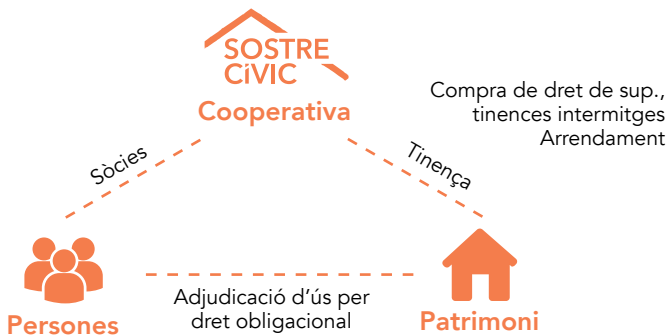 SOSTRE
CÍVIC
Cooperativa
Compra de dret de sup.,
tinences intermitges
Arrendament
Sòcies
Tinença
Adjudicació d'ús per
dret obligacional
Persones
Patrimoni